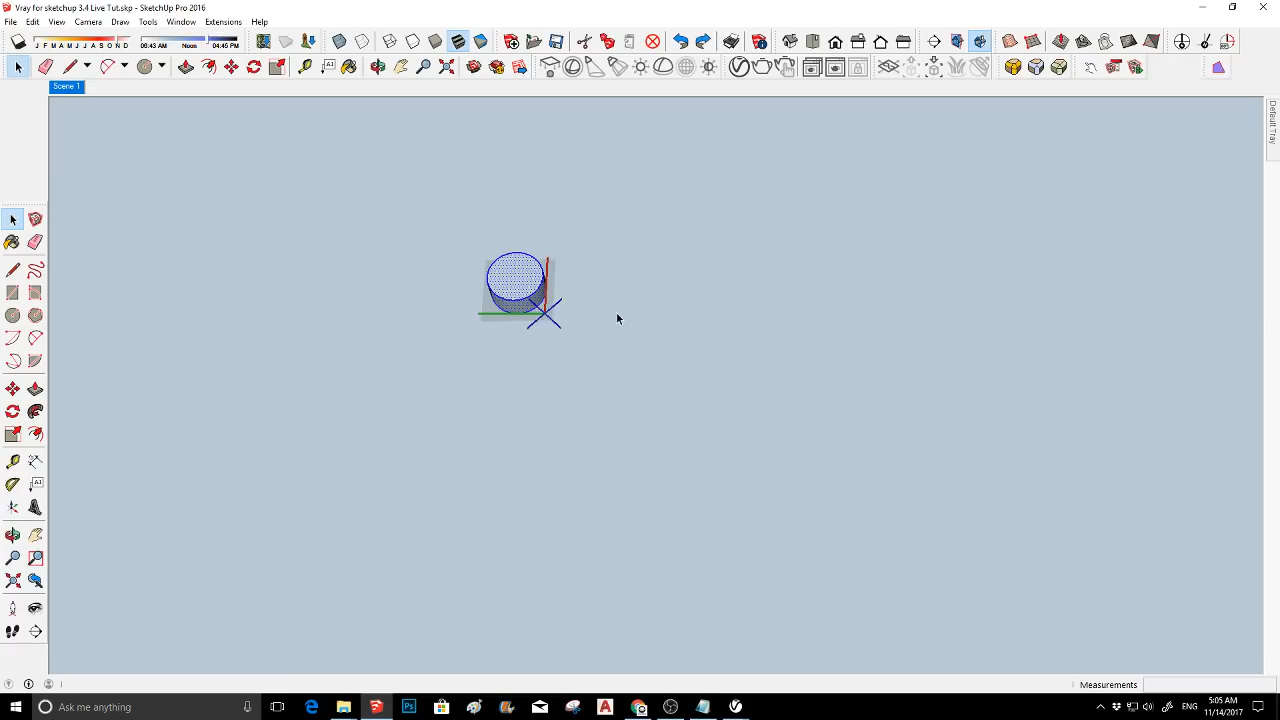 Vray for sketchup 3.4 Live Tut.skp - SketchUp Pro 2016
File Edit View Camera Draw Tools Window Extensions Help
J F M A M J J A S O N D 06:43 AM Noon 04:45 PM
Scene 1
Default Tray
Measurements
Ask me anything
ENG
5:05 AM
11/14/2017